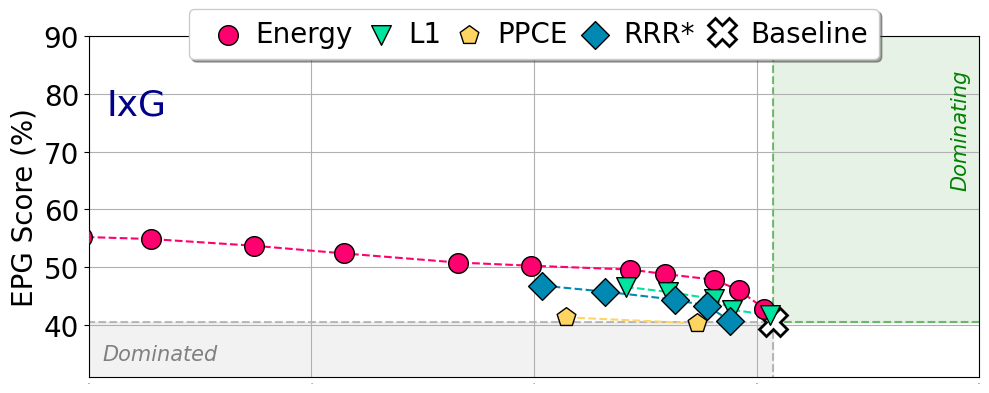 Energy L1 PPCE RRR* Baseline
90
80
70
60
50
40
EPG Score (%)
IxG
Dominating
Dominated